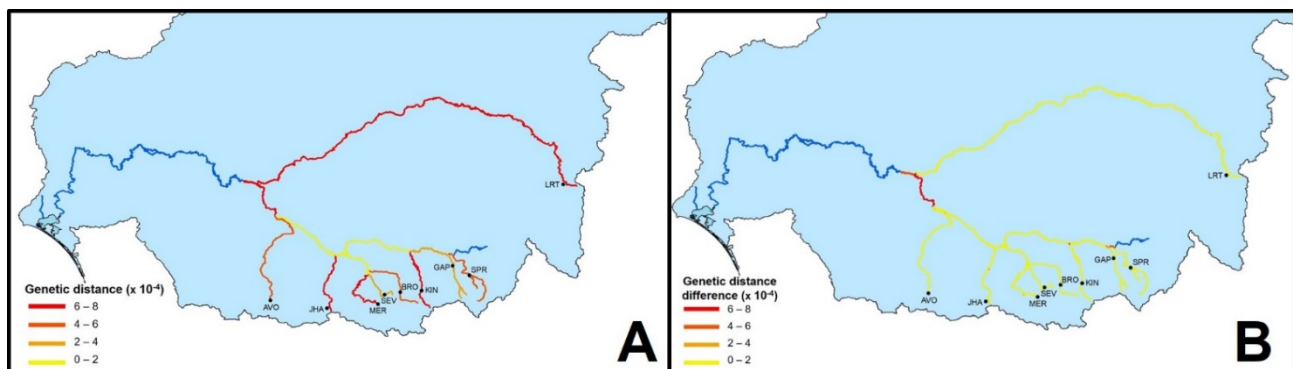 LRT
GAP
SPR
BRO
KIN
SEV
MER
AVO
JHA
Genetic distance (x 10⁻⁴)
6 – 8
4 – 6
2 – 4
0 – 2
A
LRT
GAP
SPR
BRO
KIN
SEV
MER
AVO
JHA
Genetic distance
difference (x 10⁻⁴)
6 – 8
4 – 6
2 – 4
0 – 2
B